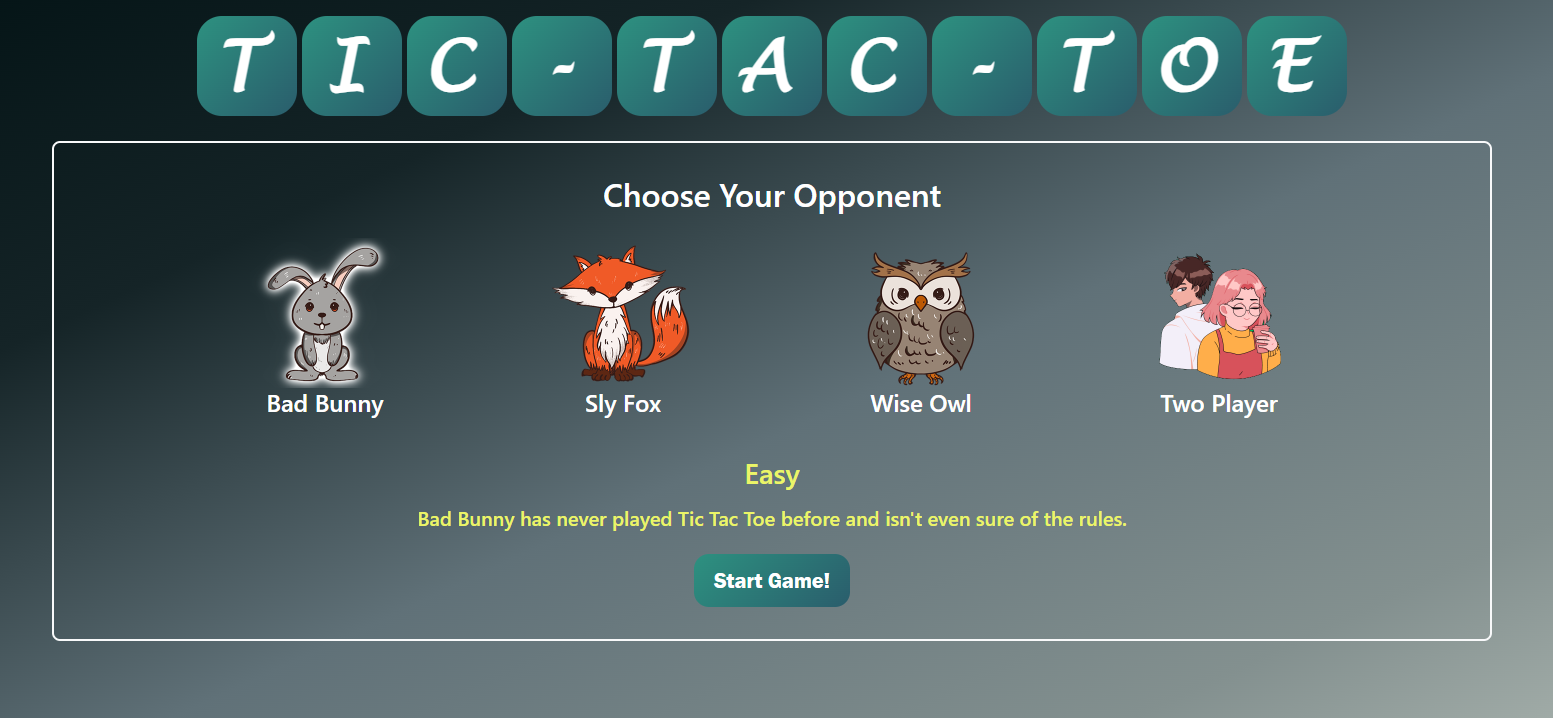 TIC-TAC-TOE
Choose Your Opponent
Bad Bunny Sly Fox Wise Owl Two Player
Easy
Bad Bunny has never played Tic Tac Toe before and isn't even sure of the rules.
Start Game!